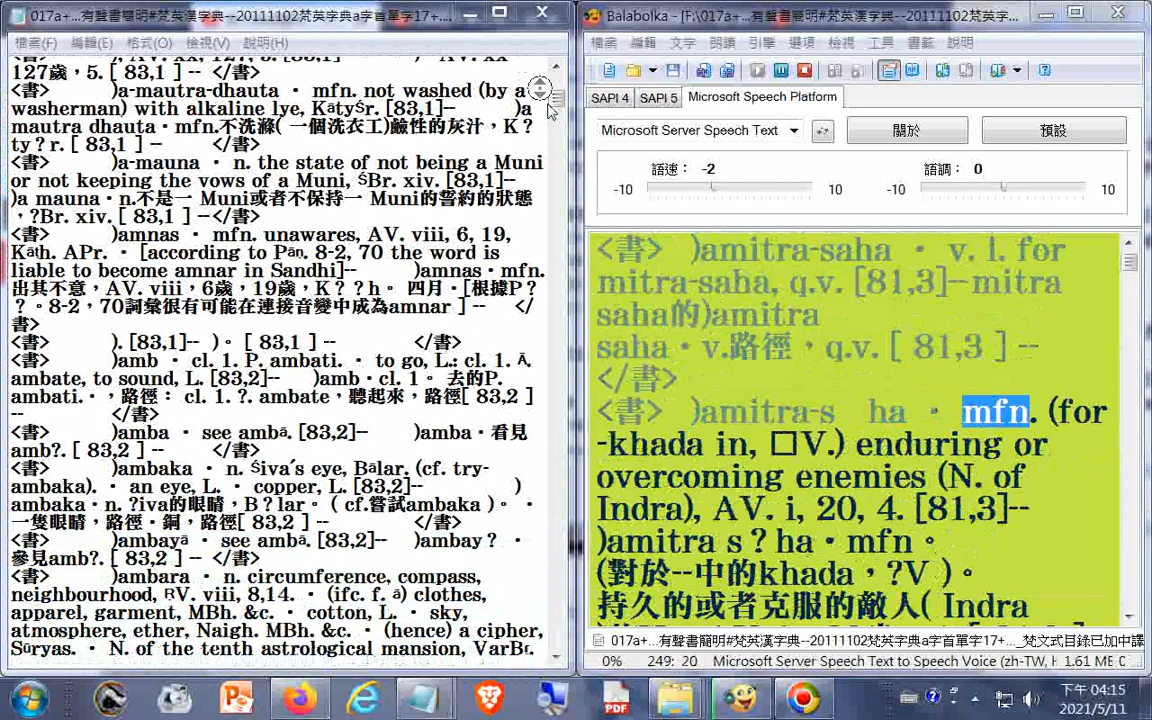 017a+...有聲書簡明#梵英漢字典--20111102梵英字典a字首單字17+...
檔案(F) 編輯(E) 格式(O) 檢視(V) 說明(H)
127歲，5. [ 83,1 ] -- </書>
<書> )a-mautra-dhauta · mfn. not washed (by a
washerman) with alkaline lye, KātyŚr. [83,1]-- )a
mautra dhauta·mfn.不洗滌( 一個洗衣工)鹼性的灰汁，K？
ty？r. [ 83,1 ] -- </書>
<書> )a-mauna · n. the state of not being a Muni
or not keeping the vows of a Muni, ŚBr. xiv. [83,1]--
)a mauna·n.不是一 Muni或者不保持一 Muni的誓約的狀態
，?Br. xiv. [ 83,1 ] --</書>
<書> )amnas · mfn. unawares, AV. viii, 6, 19,
Kāṭh. APr. · [according to Pāṇ. 8-2, 70 the word is
liable to become amnar in Sandhi]-- )amnas·mfn.
出其不意，AV. viii，6歲，19歲，K？？h。 四月·[根據P？
？。8-2，70詞彙很有可能在連接音變中成為amnar ] -- </
書>
<書> ). [83,1]-- )。[ 83,1 ] -- </書>
<書> )amb · cl. 1. P. ambati. · to go, L.: cl. 1. Ā.
ambate, to sound, L. [83,2]-- )amb·cl. 1。 去的P.
ambati.·，路徑： cl. 1. ?. ambate，聽起來，路徑[ 83,2 ]
-- </書>
<書> )amba · see ambā. [83,2]-- )amba·看見
amb?. [ 83,2 ] -- </書>
<書> )ambaka · n. Śiva's eye, Bālar. (cf. try-
ambaka). · an eye, L. · copper, L. [83,2]-- )
ambaka·n. ?iva的眼睛，B？lar。( cf.嘗試ambaka )。·
一隻眼睛，路徑·銅，路徑[ 83,2 ] -- </書>
<書> )ambayā · see ambā. [83,2]-- )ambay？ ·
參見amb?. [ 83,2 ] -- </書>
<書> )ambara · n. circumference, compass,
neighbourhood, ṚV. viii, 8,14. · (ifc. f. ā) clothes,
apparel, garment, MBh. &c. · cotton, L. · sky,
atmosphere, ether, Naigh. MBh. &c. · (hence) a cipher,
Sūryas. · N. of the tenth astrological mansion, VarBṛ.
Balabolka - [F:\017a+...有聲書簡明#梵英漢字典--20111102梵英字...
檔案 編輯 文字 朗讀 引擎 選項 檢視 工具 書籤 說明
SAPI 4 SAPI 5 Microsoft Speech Platform
Microsoft Server Speech Text 關於 預設
語速： -2 語調： 0
-10 10 -10 10
<書> )amitra-saha · v. l. for
mitra-saha, q.v. [81,3]--mitra
saha的)amitra
saha·v.路徑，q.v. [ 81,3 ] --
</書>
<書> )amitra-s ha · mfn. (for
-khada in, □V.) enduring or
overcoming enemies (N. of
Indra), AV. i, 20, 4. [81,3]--
)amitra s？ha·mfn。
(對於--中的khada，?V )。
持久的或者克服的敵人( Indra
017a+...有聲書簡明#梵英漢字典--20111102梵英字典a字首單字17+..._梵文式目錄已加中譯
0% 249: 20 Microsoft Server Speech Text to Speech Voice (zh-TW, H 1.61 MB
PDF
下午 04:15
2021/5/11